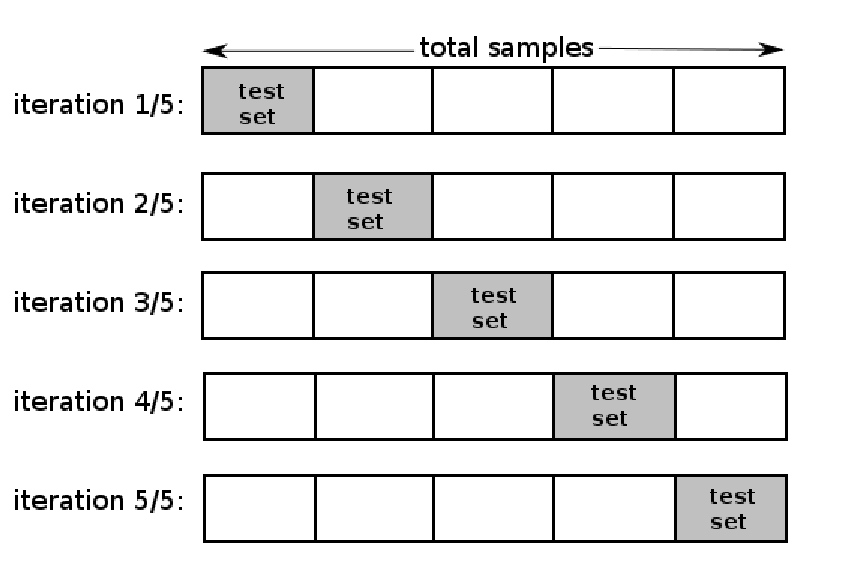 total samples
iteration 1/5:
test
set
iteration 2/5:
test
set
iteration 3/5:
test
set
iteration 4/5:
test
set
iteration 5/5:
test
set